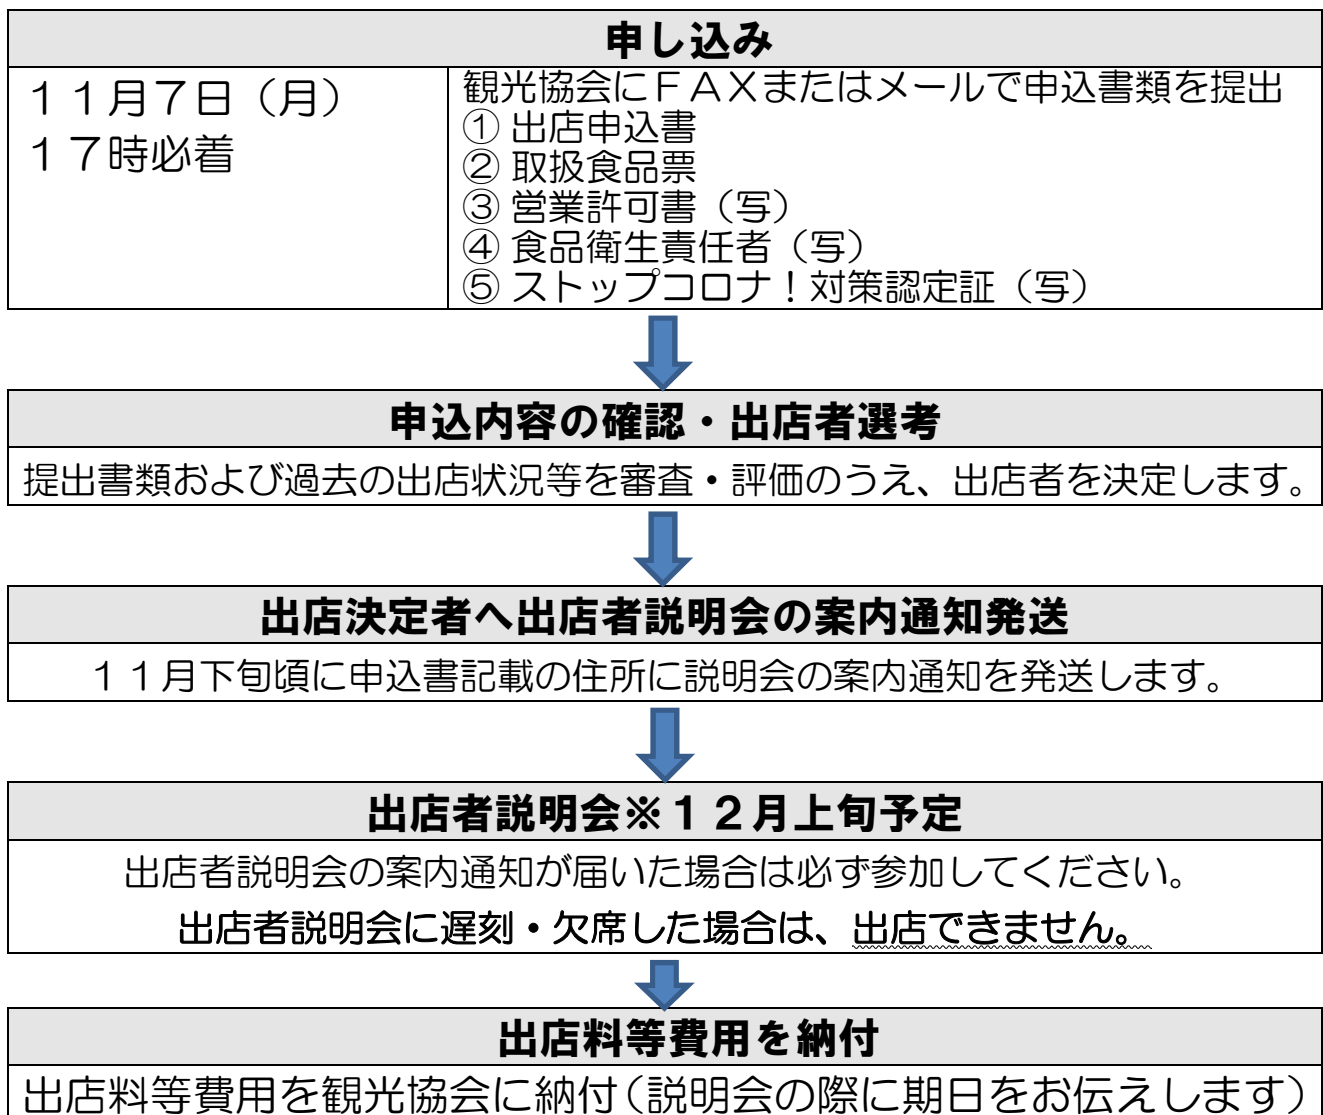 申し込み
１１月７日（月）
１７時必着
観光協会にＦＡＸまたはメールで申込書類を提出
① 出店申込書
② 取扱食品票
③ 営業許可書（写）
④ 食品衛生責任者（写）
⑤ ストップコロナ！対策認定証（写）
申込内容の確認・出店者選考
提出書類および過去の出店状況等を審査・評価のうえ、出店者を決定します。
出店決定者へ出店者説明会の案内通知発送
１１月下旬頃に申込書記載の住所に説明会の案内通知を発送します。
出店者説明会※１２月上旬予定
出店者説明会の案内通知が届いた場合は必ず参加してください。
出店者説明会に遅刻・欠席した場合は、出店できません。
出店料等費用を納付
出店料等費用を観光協会に納付（説明会の際に期日をお伝えします）